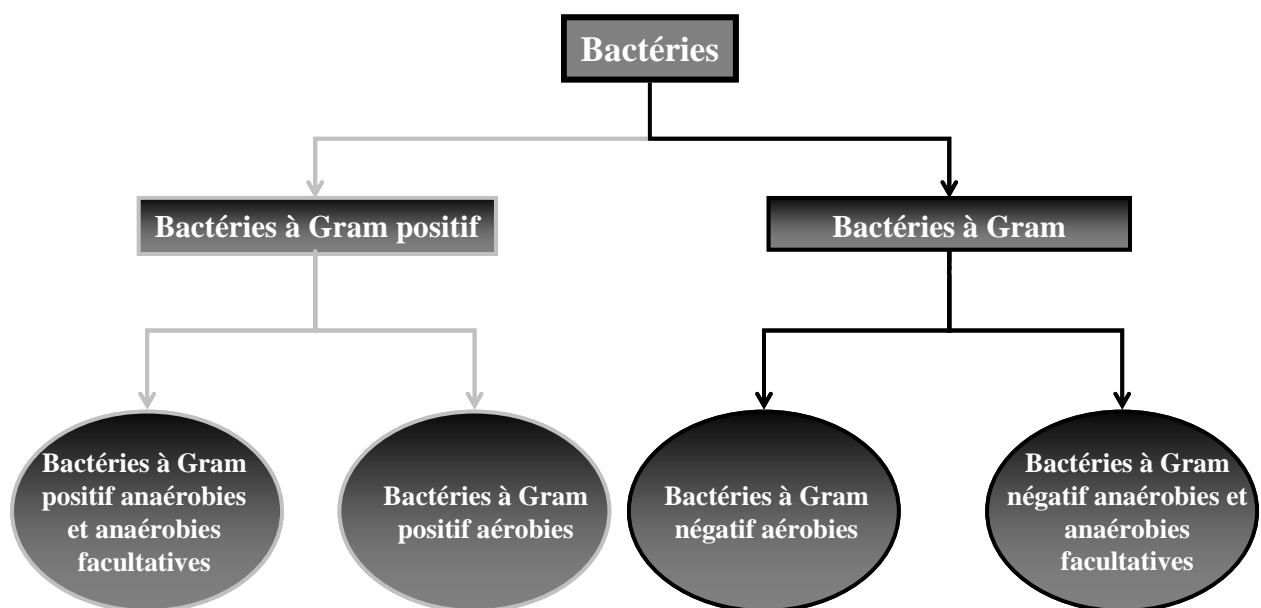 Bactéries
Bactéries à Gram positif
Bactéries à Gram
Bactéries à Gram
positif anaérobies
et anaérobies
facultatives
Bactéries à Gram
positif aérobies
Bactéries à Gram
négatif aérobies
Bactéries à Gram
négatif anaérobies et
anaérobies
facultatives